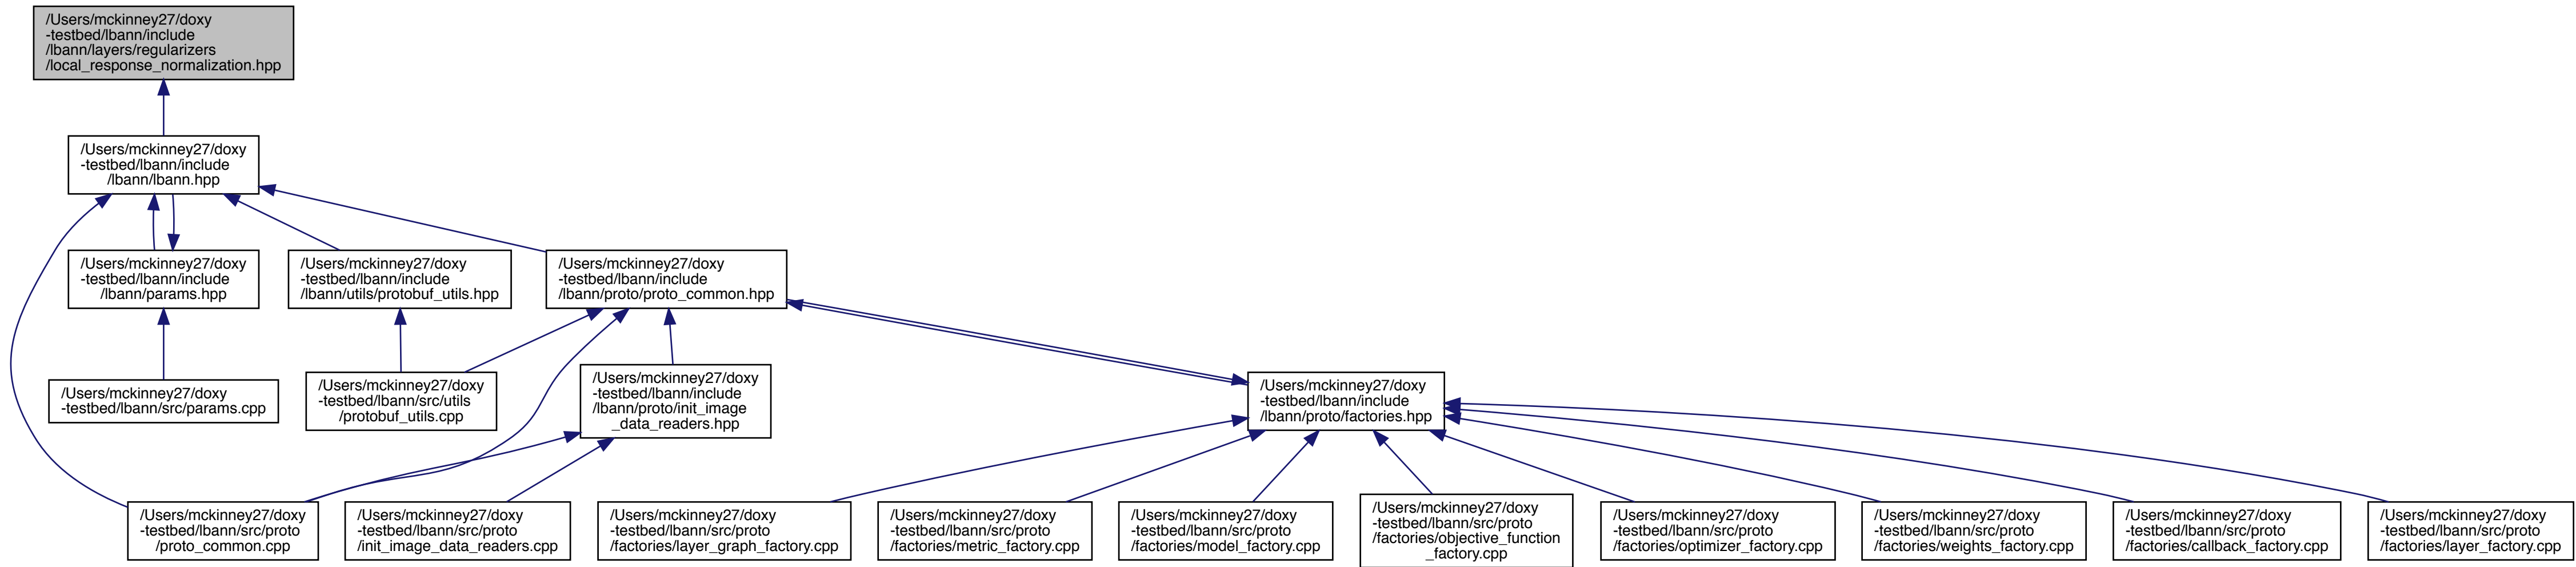 /Users/mckinney27/doxy
-testbed/lbann/include
/lbann/layers/regularizers
/local_response_normalization.hpp
/Users/mckinney27/doxy
-testbed/lbann/include
/lbann/lbann.hpp
/Users/mckinney27/doxy
-testbed/lbann/include
/lbann/params.hpp
/Users/mckinney27/doxy
-testbed/lbann/include
/lbann/utils/protobuf_utils.hpp
/Users/mckinney27/doxy
-testbed/lbann/include
/lbann/proto/proto_common.hpp
/Users/mckinney27/doxy
-testbed/lbann/src/params.cpp
/Users/mckinney27/doxy
-testbed/lbann/src/utils
/protobuf_utils.cpp
/Users/mckinney27/doxy
-testbed/lbann/include
/lbann/proto/init_image
_data_readers.hpp
/Users/mckinney27/doxy
-testbed/lbann/include
/lbann/proto/factories.hpp
/Users/mckinney27/doxy
-testbed/lbann/src/proto
/proto_common.cpp
/Users/mckinney27/doxy
-testbed/lbann/src/proto
/init_image_data_readers.cpp
/Users/mckinney27/doxy
-testbed/lbann/src/proto
/factories/layer_graph_factory.cpp
/Users/mckinney27/doxy
-testbed/lbann/src/proto
/factories/metric_factory.cpp
/Users/mckinney27/doxy
-testbed/lbann/src/proto
/factories/model_factory.cpp
/Users/mckinney27/doxy
-testbed/lbann/src/proto
/factories/objective_function
_factory.cpp
/Users/mckinney27/doxy
-testbed/lbann/src/proto
/factories/optimizer_factory.cpp
/Users/mckinney27/doxy
-testbed/lbann/src/proto
/factories/weights_factory.cpp
/Users/mckinney27/doxy
-testbed/lbann/src/proto
/factories/callback_factory.cpp
/Users/mckinney27/doxy
-testbed/lbann/src/proto
/factories/layer_factory.cpp